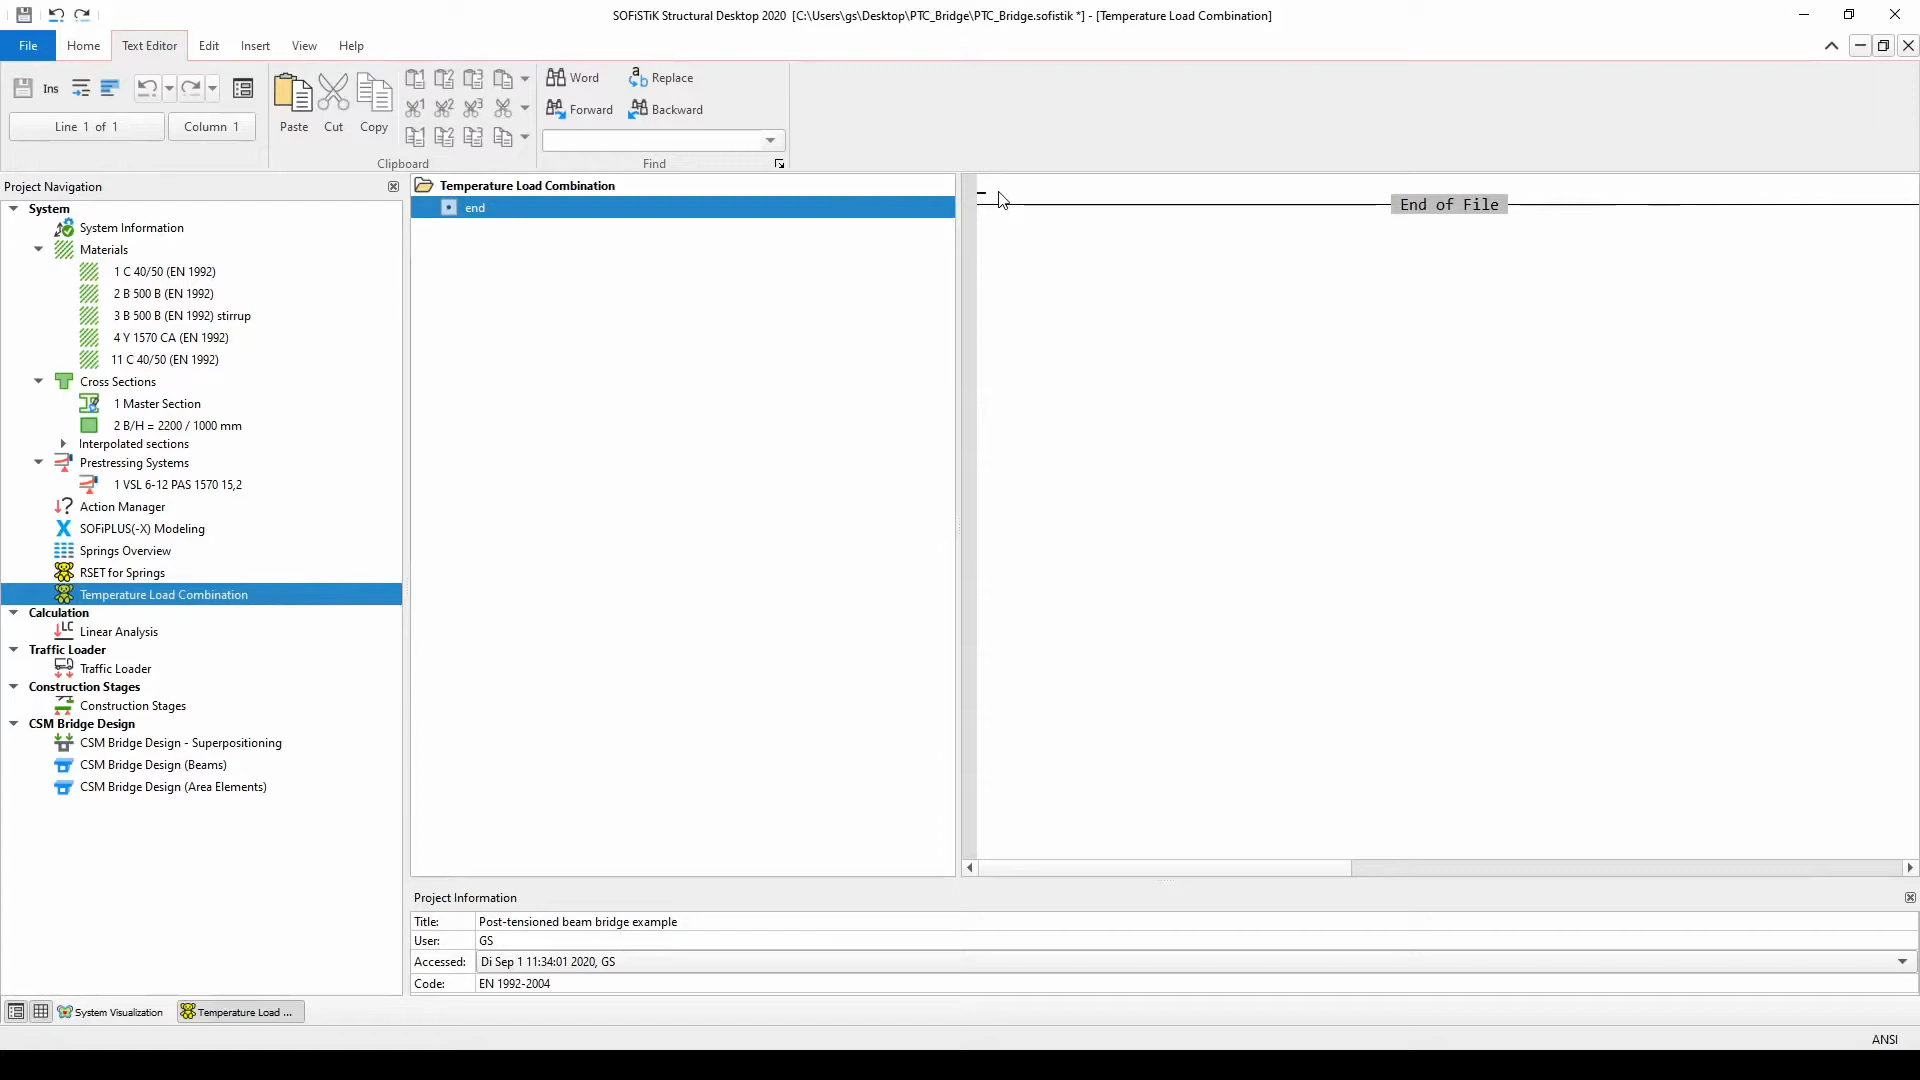 SOFiSTiK Structural Desktop 2020 [C:\Users\gs\Desktop\PTC_Bridge\PTC_Bridge.sofistik *] - [Temperature Load Combination]
File Home Text Editor Edit Insert View Help
Ins
Line 1 of 1 Column 1
Paste Cut Copy
Clipboard
Word Replace
Forward Backward
Find
Project Navigation
System
System Information
Materials
1 C 40/50 (EN 1992)
2 B 500 B (EN 1992)
3 B 500 B (EN 1992) stirrup
4 Y 1570 CA (EN 1992)
11 C 40/50 (EN 1992)
Cross Sections
1 Master Section
2 B/H = 2200 / 1000 mm
Interpolated sections
Prestressing Systems
1 VSL 6-12 PAS 1570 15,2
Action Manager
SOFiPLUS(-X) Modeling
Springs Overview
RSET for Springs
Temperature Load Combination
Calculation
Linear Analysis
Traffic Loader
Traffic Loader
Construction Stages
Construction Stages
CSM Bridge Design
CSM Bridge Design - Superpositioning
CSM Bridge Design (Beams)
CSM Bridge Design (Area Elements)
Temperature Load Combination
end
End of File
Project Information
Title: Post-tensioned beam bridge example
User: GS
Accessed: Di Sep 1 11:34:01 2020, GS
Code: EN 1992-2004
System Visualization Temperature Load ...
ANSI